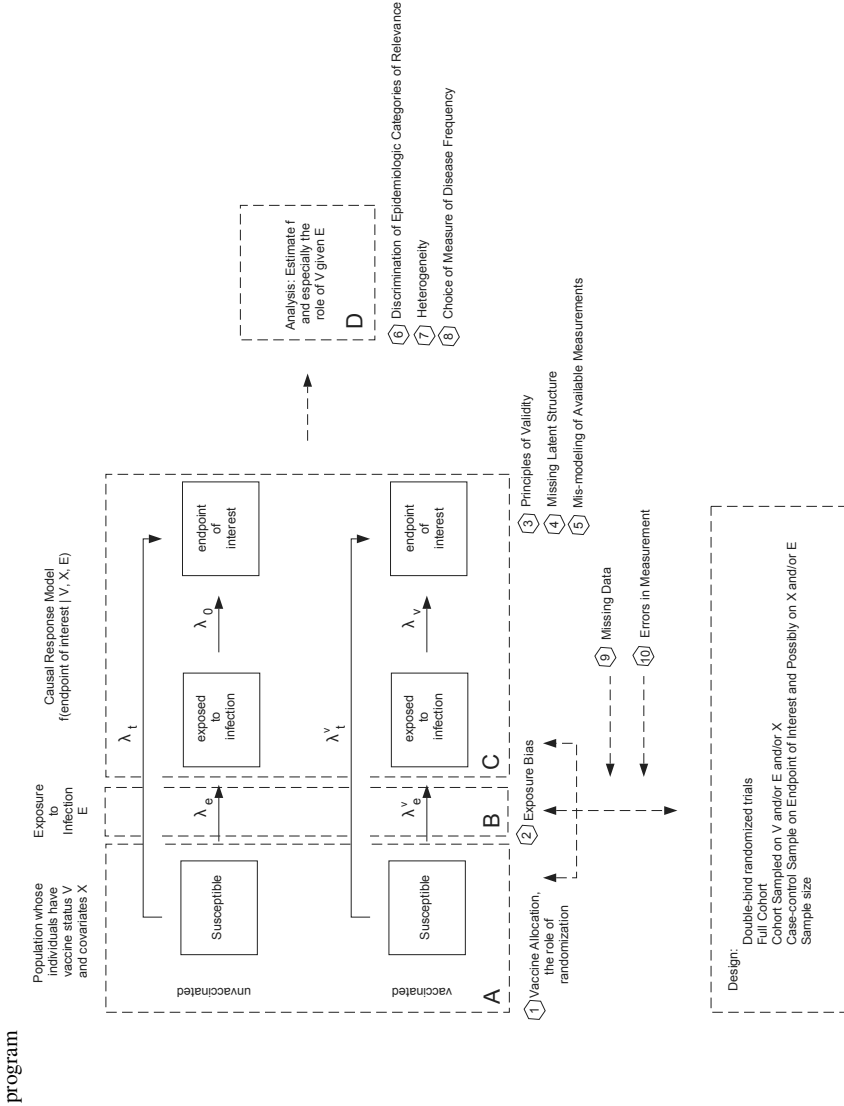 program
Population whose
individuals have
vaccine status V
and covariates X
Exposure
to
Infection
E
Causal Response Model
f(endpoint of interest | V, X, E)
unvaccinated
Susceptible
λt
λe
exposed
to
infection
λ0
endpoint
of
interest
vaccinated
Susceptible
λtv
λev
exposed
to
infection
λv
endpoint
of
interest
A
B
C
Analysis: Estimate f
and especially the
role of V given E
D
1 Vaccine Allocation,
the role of
randomization
2 Exposure Bias
3 Principles of Validity
4 Missing Latent Structure
5 Mis-modeling of Available Measurements
6 Discrimination of Epidemiologic Categories of Relevance
7 Heterogeneity
8 Choice of Measure of Disease Frequency
9 Missing Data
10 Errors in Measurement
Design:
Double-bind randomized trials
Full Cohort
Cohort Sampled on V and/or E and/or X
Case-control Sample on Endpoint of Interest and Possibly on X and/or E
Sample size